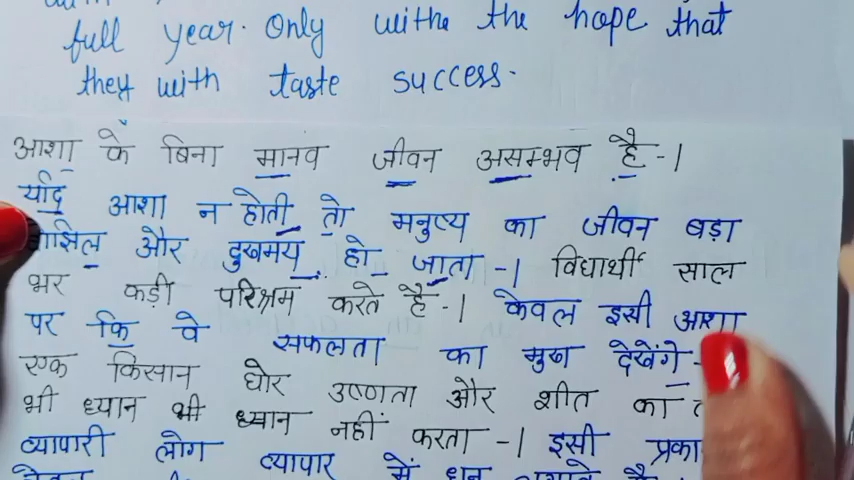 full year. Only withe the hope that
they with taste success.
आशा के बिना मानव जीवन असम्भव है -।
यदि आशा न होती तो मनुष्य का जीवन बड़ा
और दुखमय हो जाता -। विद्यार्थी साल
भर कड़ी परिश्रम करते है -। केवल इसी आशा
पर कि वे सफलता का मुख देखेंगे -
एक किसान घोर उष्णता और शीत का
भी ध्यान भी ध्यान नहीं करता -। इसी
व्यापारी लोग व्यापार में धन